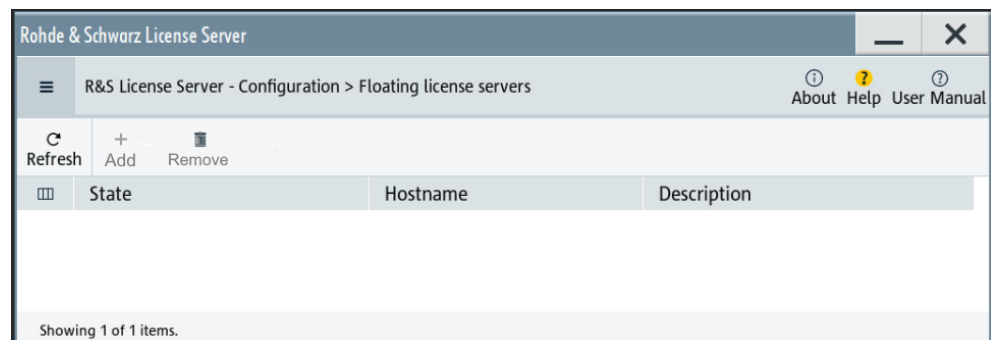 Rohde & Schwarz License Server
R&S License Server - Configuration > Floating license servers
About Help User Manual
Refresh Add Remove
State Hostname Description
Showing 1 of 1 items.